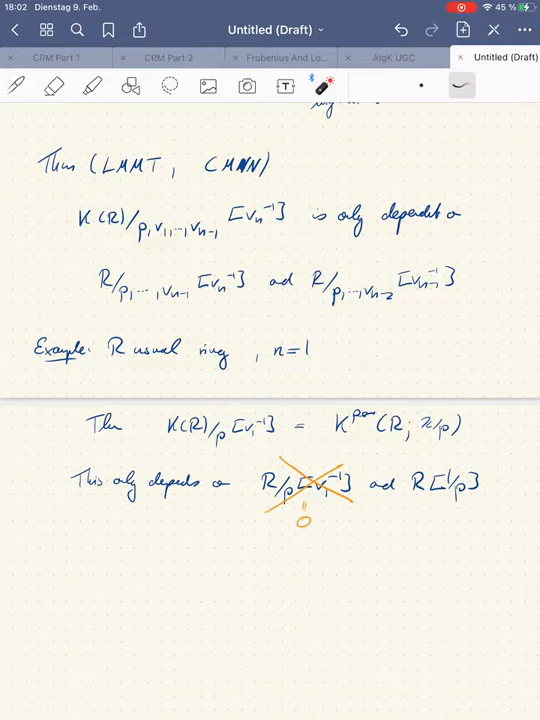 18:02 Dienstag 9. Feb. 45 %
Untitled (Draft)
CRM Part 1
CRM Part 2
Frobenius And Lo...
AlgK UGC
Untitled (Draft)
Thm (LMMT, CMNN)
K(R)/p,v₁,...,vₙ₋₁ [vₙ⁻¹] is only dependent on
R/p,...,vₙ₋₁ [vₙ⁻¹] and R/p,...,vₙ₋₂ [vₙ₋₁⁻¹]
Example: R usual ring, n=1
Then K(R)/p [v₁⁻¹] = K^per (R; ℤ/p)
This only depends on R/p[v₁⁻¹] and R[1/p]
=
0